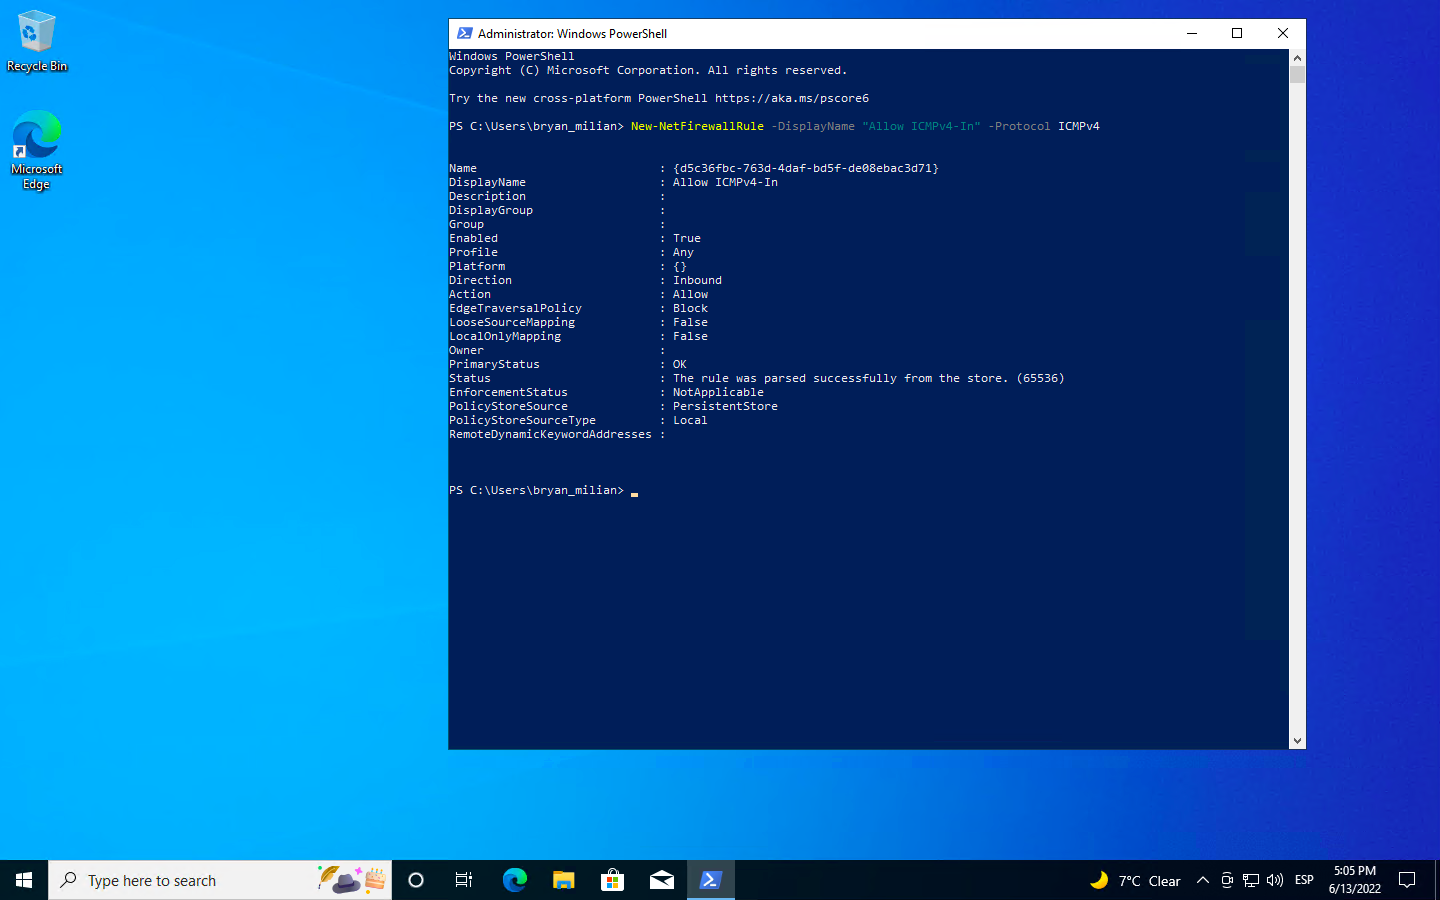 Recycle Bin
Microsoft
Edge
Administrator: Windows PowerShell
Windows PowerShell
Copyright (C) Microsoft Corporation. All rights reserved.
Try the new cross-platform PowerShell https://aka.ms/pscore6
PS C:\Users\bryan_milian> New-NetFirewallRule -DisplayName "Allow ICMPv4-In" -Protocol ICMPv4
Name                          : {d5c36fbc-763d-4daf-bd5f-de08ebac3d71}
DisplayName                   : Allow ICMPv4-In
Description                   :
DisplayGroup                  :
Group                         :
Enabled                       : True
Profile                       : Any
Platform                      : {}
Direction                     : Inbound
Action                        : Allow
EdgeTraversalPolicy           : Block
LooseSourceMapping            : False
LocalOnlyMapping              : False
Owner                         :
PrimaryStatus                 : OK
Status                        : The rule was parsed successfully from the store. (65536)
EnforcementStatus             : NotApplicable
PolicyStoreSource             : PersistentStore
PolicyStoreSourceType         : Local
RemoteDynamicKeywordAddresses :
PS C:\Users\bryan_milian>
Type here to search
7°C Clear
ESP
5:05 PM
6/13/2022